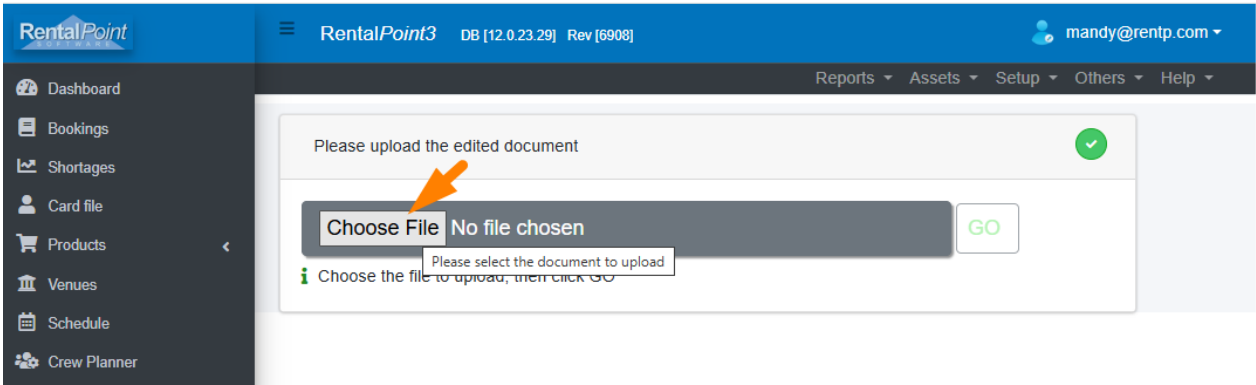 RentalPoint
SOFTWARE
RentalPoint3 DB [12.0.23.29] Rev [6908]
mandy@rentp.com
Reports Assets Setup Others Help
Dashboard
Bookings
Shortages
Card file
Products
Venues
Schedule
Crew Planner
Please upload the edited document
Choose File No file chosen
GO
Please select the document to upload
Choose the file to upload, then click GO